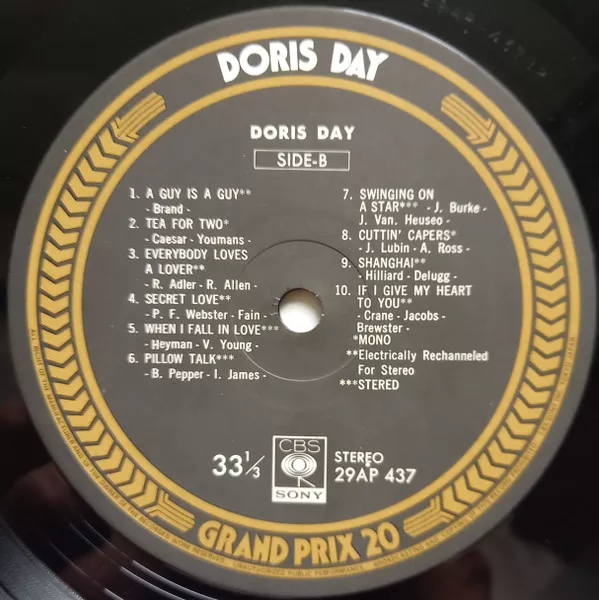 DORIS DAY
DORIS DAY
SIDE-B
1. A GUY IS A GUY**
- Brand -
2. TEA FOR TWO*
- Caesar - Youmans -
3. EVERYBODY LOVES
A LOVER**
- R. Adler - R. Allen -
4. SECRET LOVE**
- P. F. Webster - Fain -
5. WHEN I FALL IN LOVE***
- Heyman - V. Young -
6. PILLOW TALK***
- B. Pepper - I. James -
7. SWINGING ON
A STAR*** - J. Burke -
J. Van. Heuseo -
8. CUTTIN' CAPERS*
- J. Lubin - A. Ross -
9. SHANGHAI**
- Hilliard - Delugg -
10. IF I GIVE MY HEART
TO YOU**
- Crane - Jacobs -
Brewster -
*MONO
**Electrically Rechanneled
For Stereo
***STERED
33 1/3
CBS
SONY
STEREO
29AP 437
GRAND PRIX 20